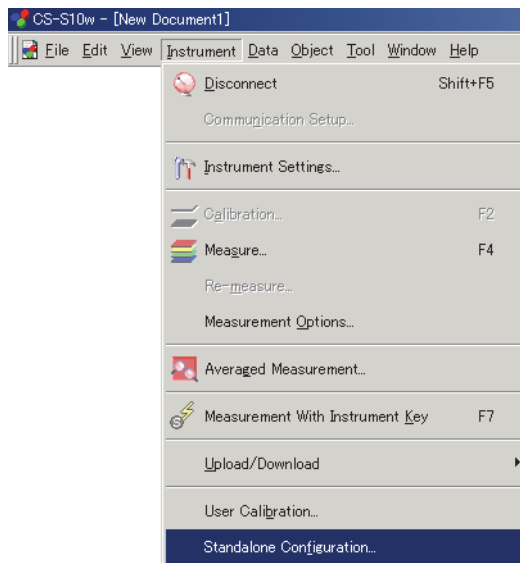 CS-S10w - [New Document1]
File Edit View Instrument Data Object Tool Window Help
Disconnect Shift+F5
Communication Setup...
Instrument Settings...
Calibration... F2
Measure... F4
Re-measure...
Measurement Options...
Averaged Measurement...
Measurement With Instrument Key F7
Upload/Download
User Calibration...
Standalone Configuration...